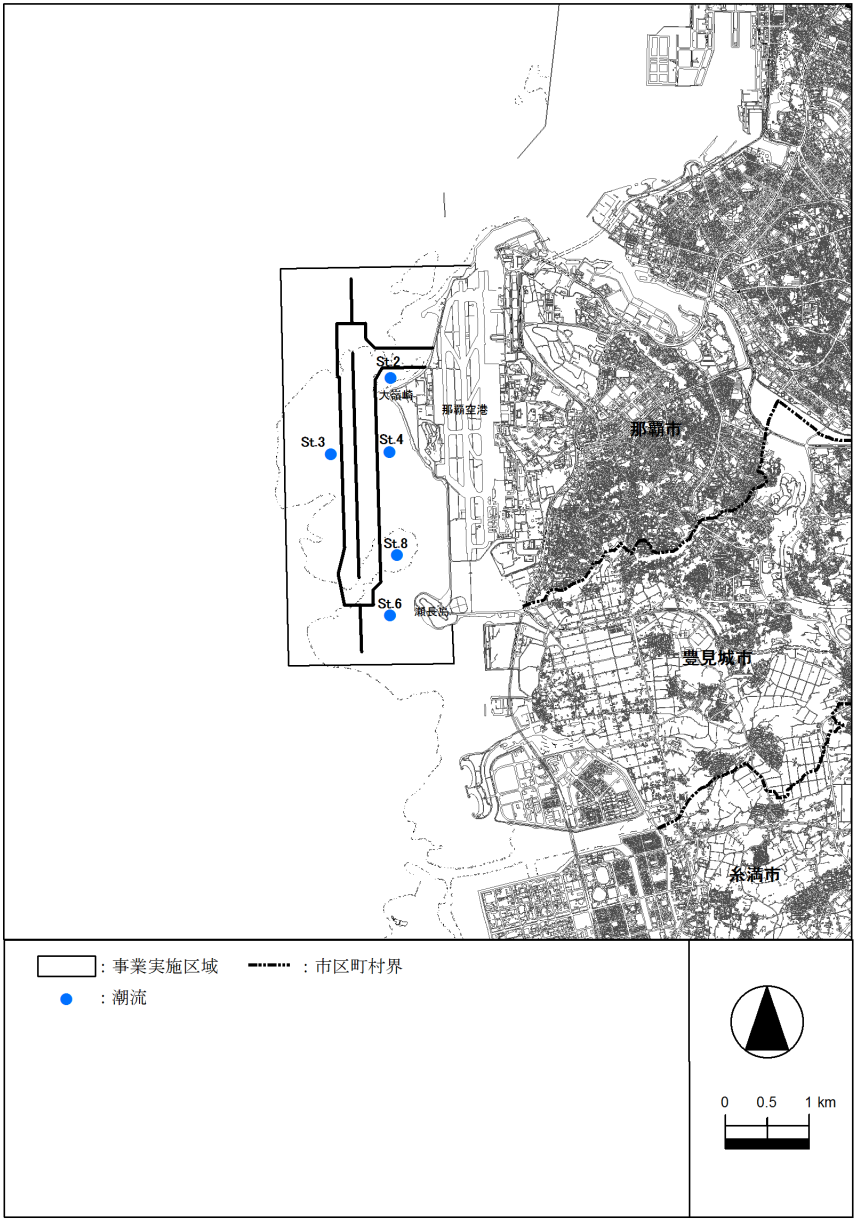 St.2
大嶺崎
那覇空港
那覇市
St.3
St.4
St.8
St.6
瀬長島
豊見城市
糸満市
：事業実施区域
：市区町村界
：潮流
0 0.5 1 km